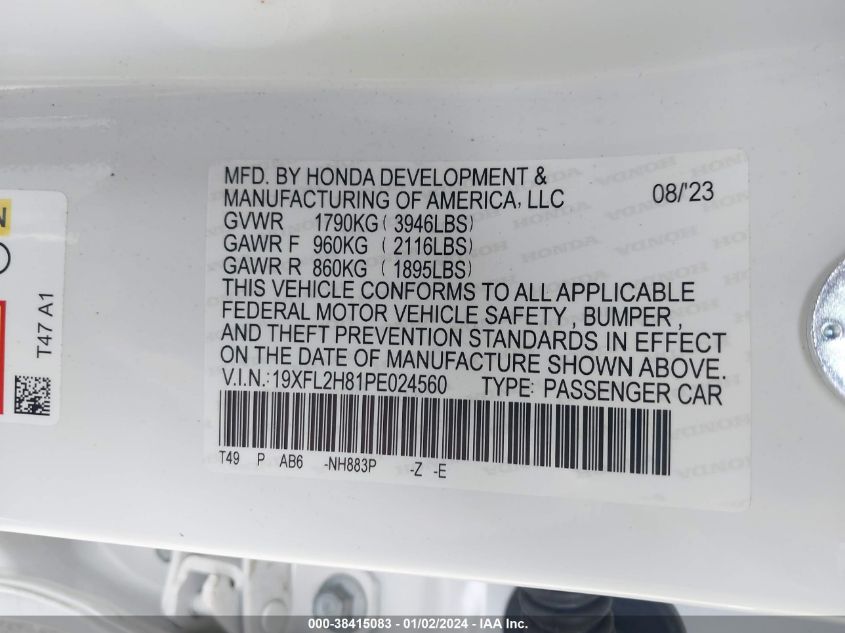 MFD. BY HONDA DEVELOPMENT &
MANUFACTURING OF AMERICA, LLC 08/'23
GVWR 1790KG ( 3946LBS)
GAWR F 960KG ( 2116LBS)
GAWR R 860KG ( 1895LBS)
THIS VEHICLE CONFORMS TO ALL APPLICABLE
FEDERAL MOTOR VEHICLE SAFETY , BUMPER ,
AND THEFT PREVENTION STANDARDS IN EFFECT
ON THE DATE OF MANUFACTURE SHOWN ABOVE.
V.I.N.: 19XFL2H81PE024560 TYPE: PASSENGER CAR
T49 P AB6 -NH883P -Z -E
T47 A1
000-38415083 - 01/02/2024 - IAA Inc.